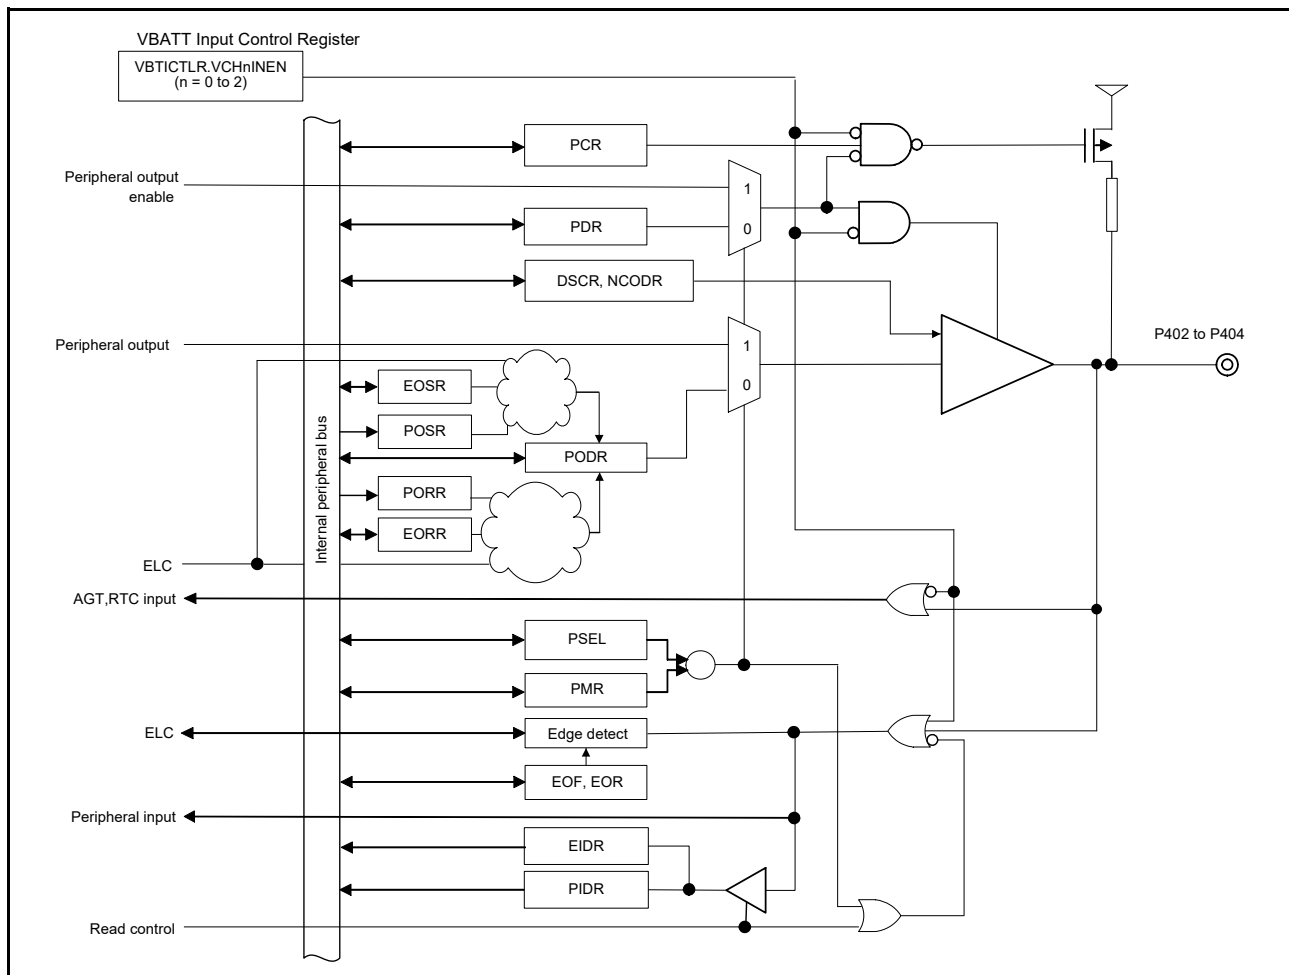 VBATT Input Control Register
VBTICTLR.VCHnINEN
(n = 0 to 2)
PCR
Peripheral output
enable
1
0
PDR
DSCR, NCODR
Peripheral output
1
0
P402 to P404
EOSR
POSR
PODR
PORR
EORR
Internal peripheral bus
ELC
AGT,RTC input
PSEL
PMR
ELC
Edge detect
EOF, EOR
Peripheral input
EIDR
PIDR
Read control